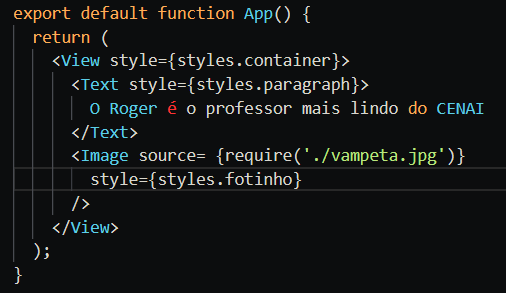 export default function App() {
  return (
    <View style={styles.container}>
      <Text style={styles.paragraph}>
        O Roger é o professor mais lindo do CENAI
      </Text>
      <Image source= {require('./vampeta.jpg')}
        style={styles.fotinho}
      />
    </View>
  );
}